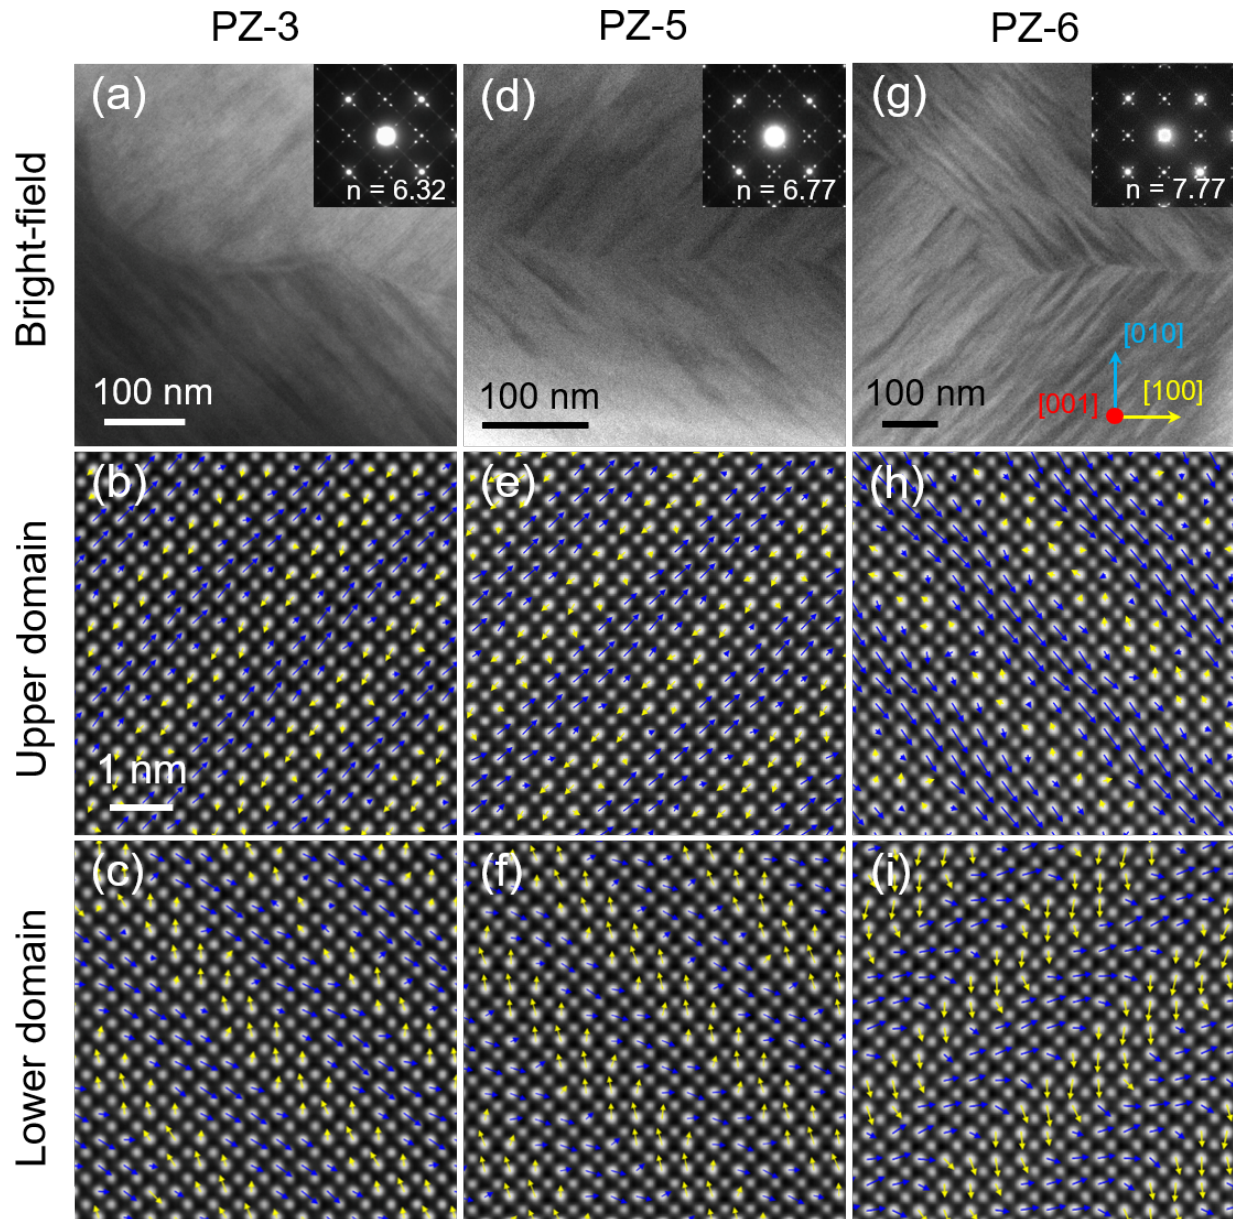 PZ-3 PZ-5 PZ-6
Bright-field
(a)
n = 6.32
100 nm
(d)
n = 6.77
100 nm
(g)
n = 7.77
100 nm
[010]
[001]
[100]
Upper domain
(b)
1 nm
(e)
(h)
Lower domain
(c)
(f)
(i)